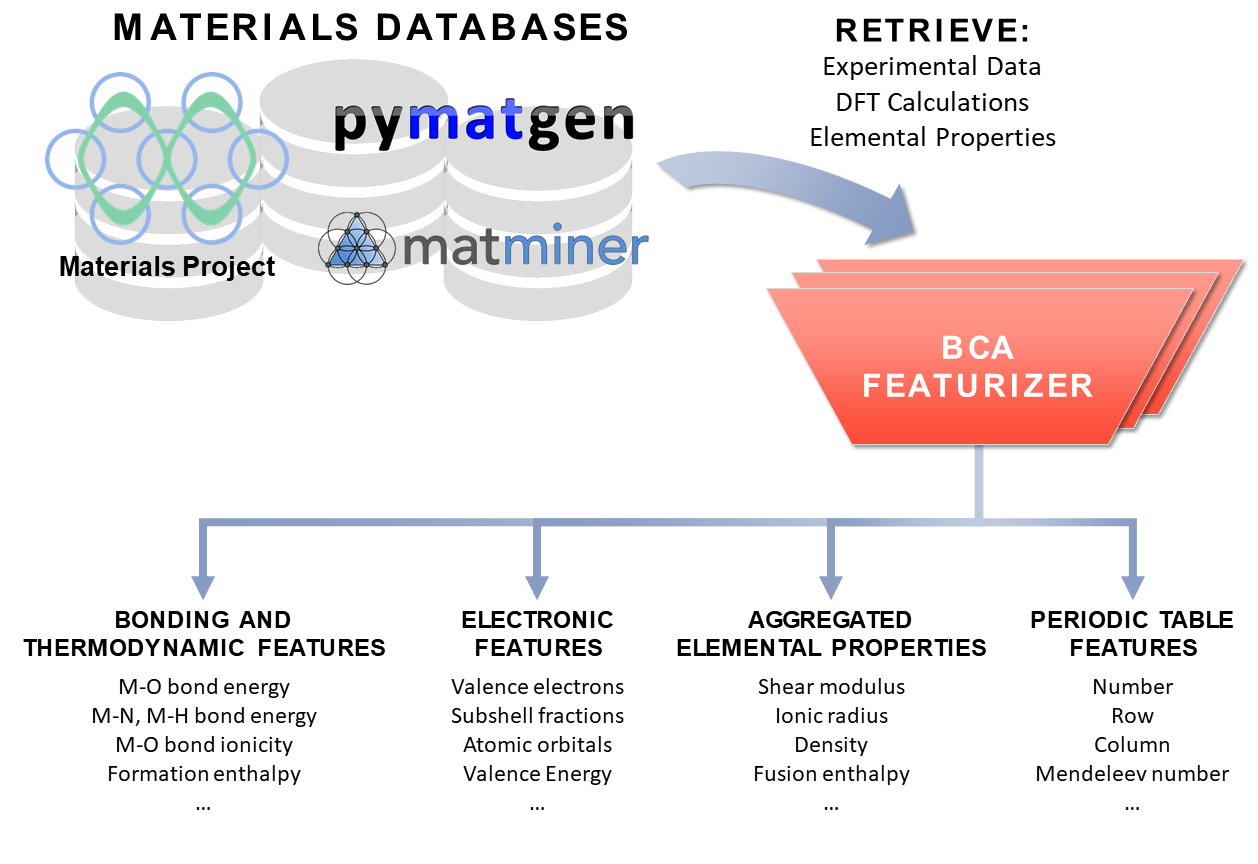 MATERIALS DATABASES
pymatgen
Materials Project
matminer
RETRIEVE:
Experimental Data
DFT Calculations
Elemental Properties
BCA
FEATURIZER
BONDING AND
THERMODYNAMIC FEATURES
M-O bond energy
M-N, M-H bond energy
M-O bond ionicity
Formation enthalpy
...
ELECTRONIC
FEATURES
Valence electrons
Subshell fractions
Atomic orbitals
Valence Energy
...
AGGREGATED
ELEMENTAL PROPERTIES
Shear modulus
Ionic radius
Density
Fusion enthalpy
...
PERIODIC TABLE
FEATURES
Number
Row
Column
Mendeleev number
...